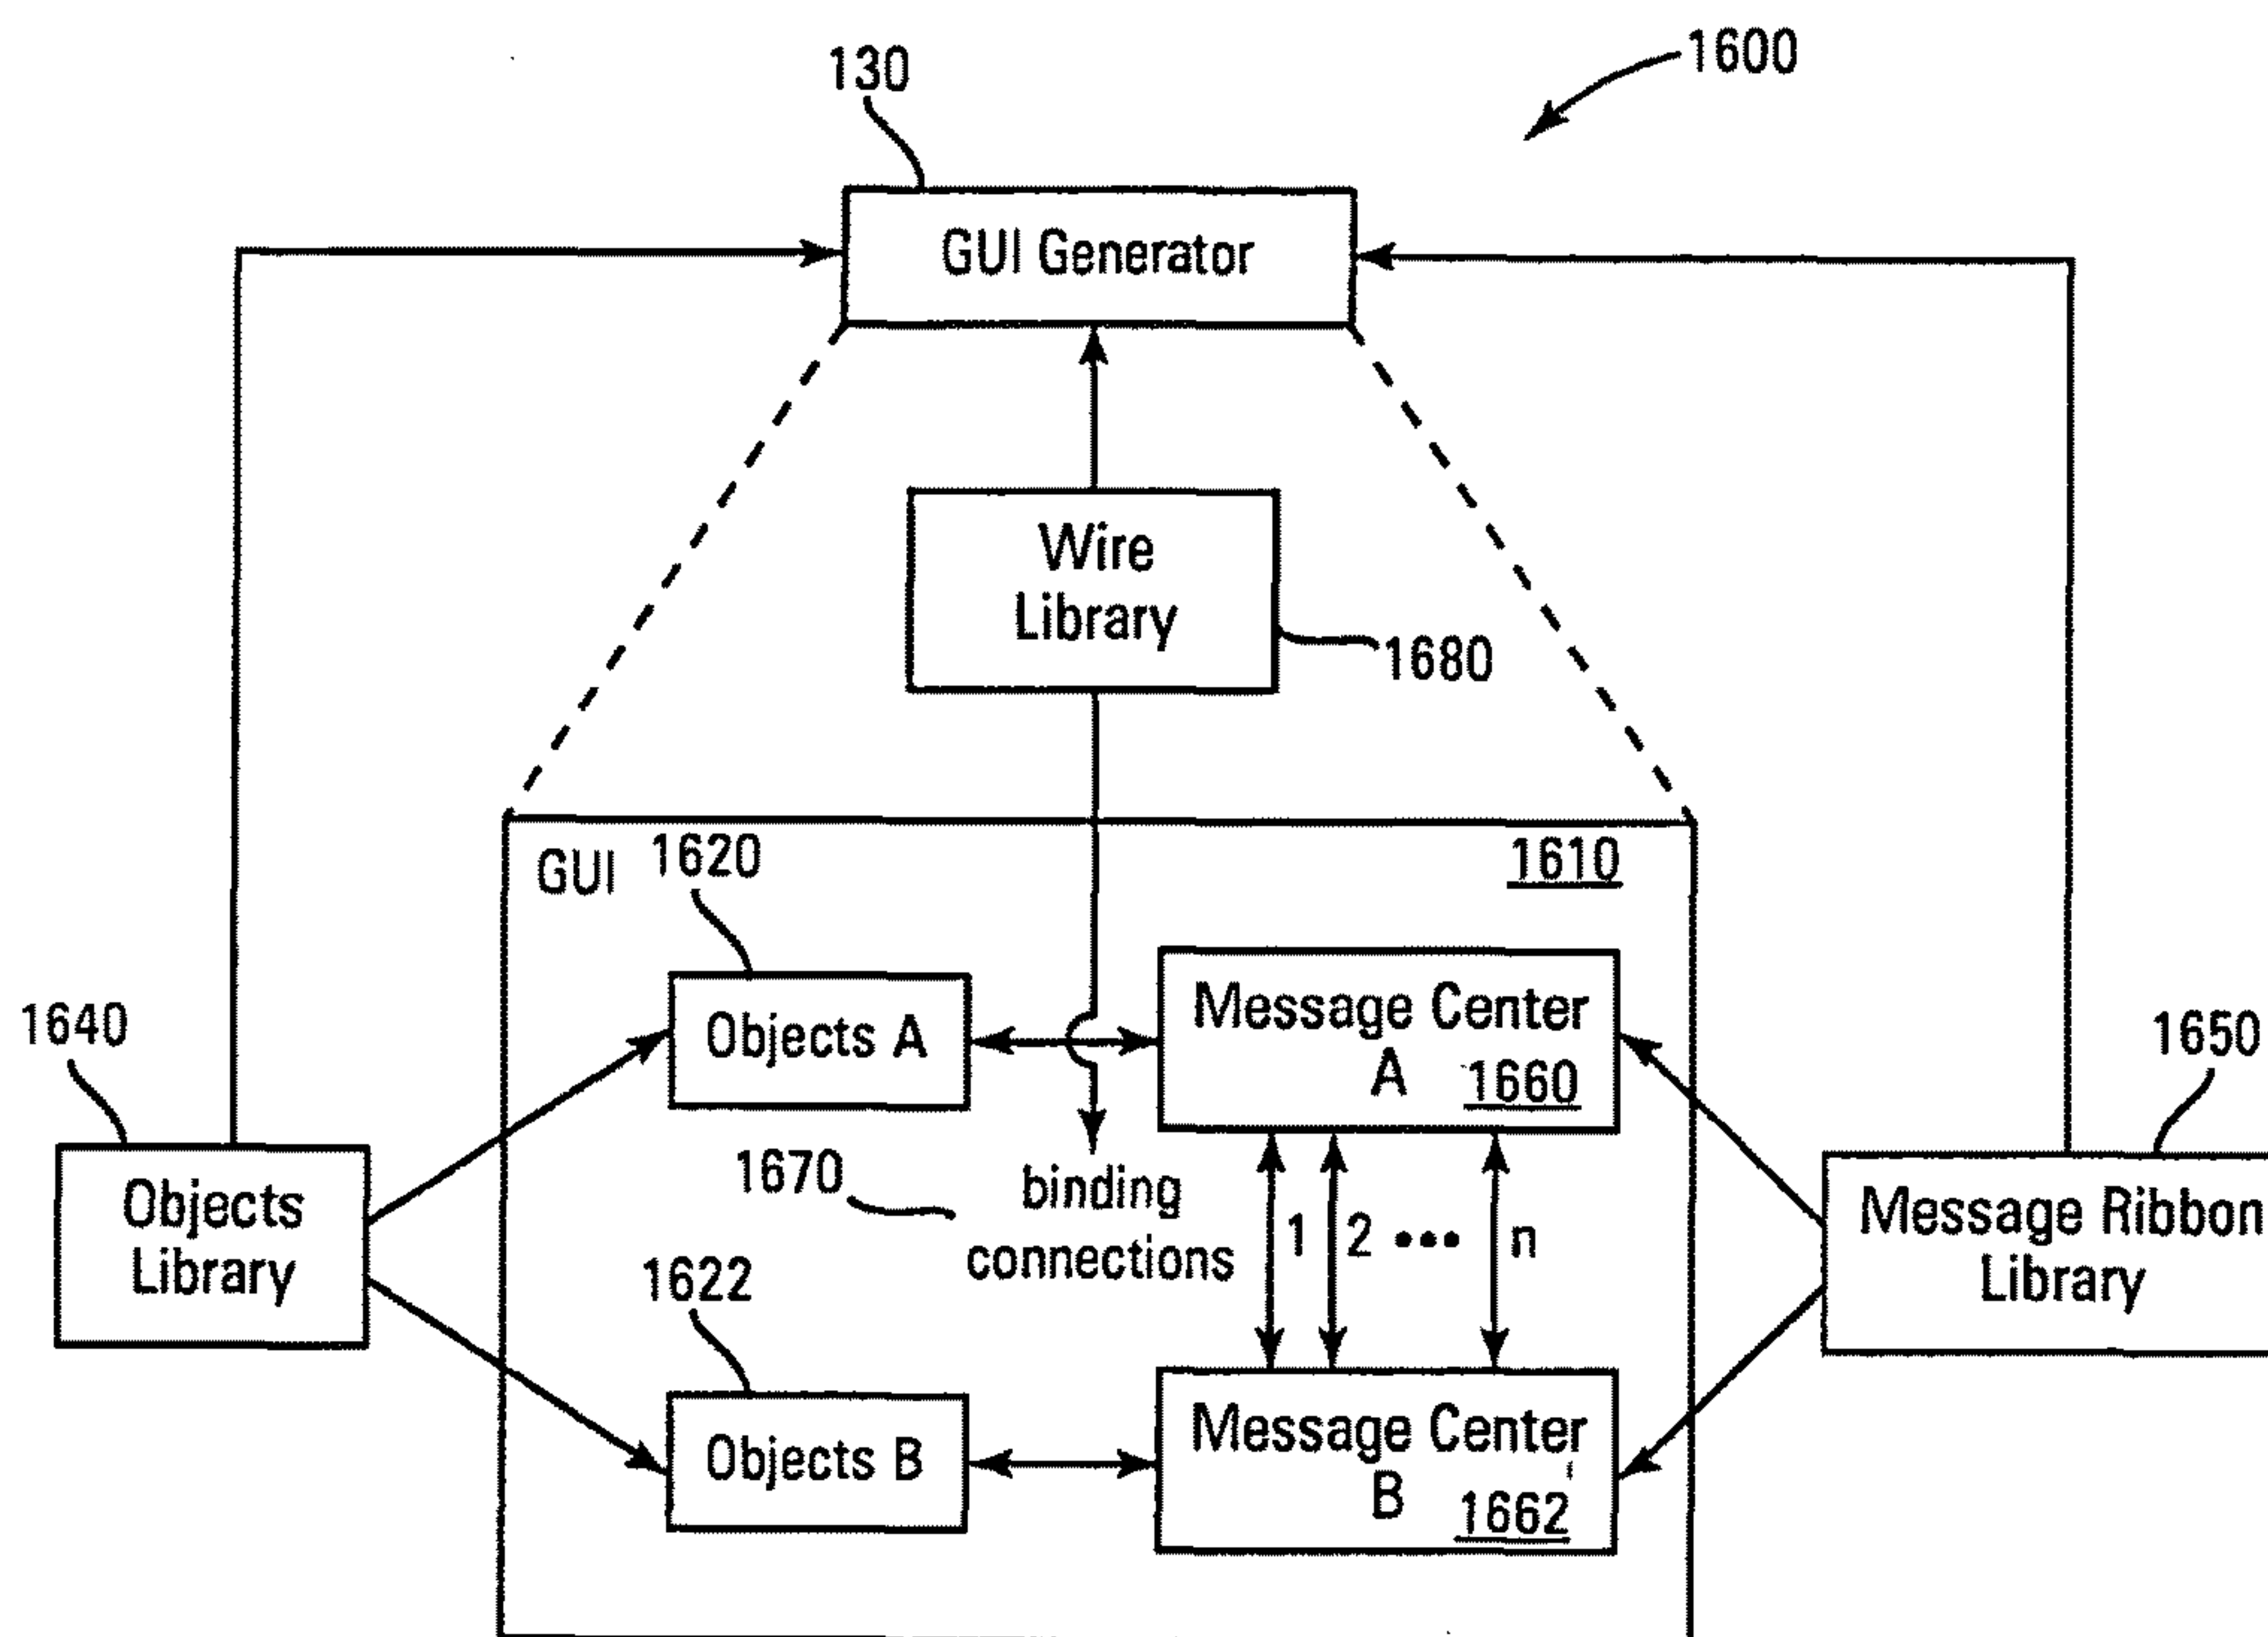 1600
130
GUI Generator
Wire
Library
1680
GUI
1620
1610
Objects A
Message Center
A 1660
1640
1650
Objects
Library
1670
binding
connections
1 2 ••• n
Message Ribbon
Library
1622
Objects B
Message Center
B 1662